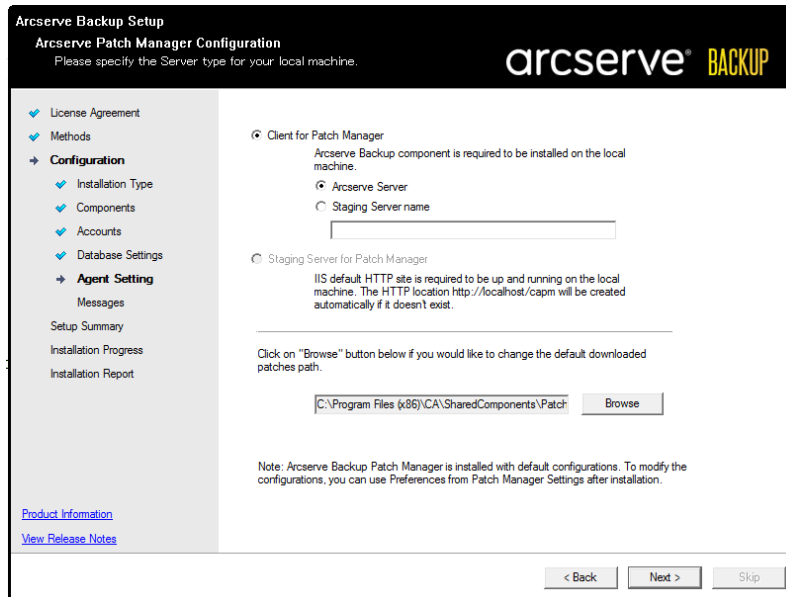 Arcserve Backup Setup
Arcserve Patch Manager Configuration
Please specify the Server type for your local machine.
arcserve® BACKUP
License Agreement
Methods
Configuration
Installation Type
Components
Accounts
Database Settings
Agent Setting
Messages
Setup Summary
Installation Progress
Installation Report
Product Information
View Release Notes
Client for Patch Manager
Arcserve Backup component is required to be installed on the local
machine.
Arcserve Server
Staging Server name
Staging Server for Patch Manager
IIS default HTTP site is required to be up and running on the local
machine. The HTTP location http://localhost/capm will be created
automatically if it doesn't exist.
Click on "Browse" button below if you would like to change the default downloaded
patches path.
C:\Program Files (x86)\CA\SharedComponents\Patch
Browse
Note: Arcserve Backup Patch Manager is installed with default configurations. To modify the
configurations, you can use Preferences from Patch Manager Settings after installation.
< Back
Next >
Skip